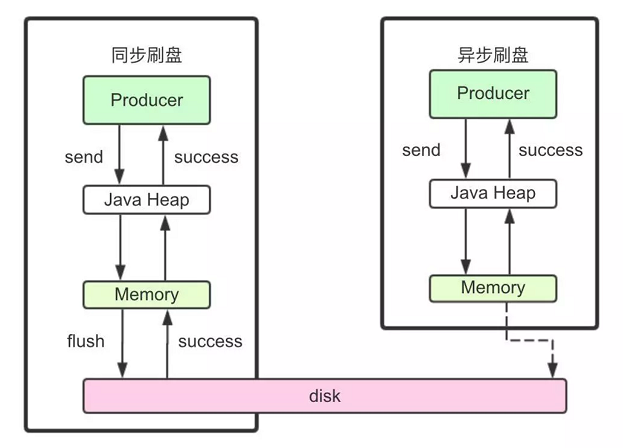 同步刷盘
Producer
send
success
Java Heap
Memory
flush
success
异步刷盘
Producer
send
success
Java Heap
Memory
disk